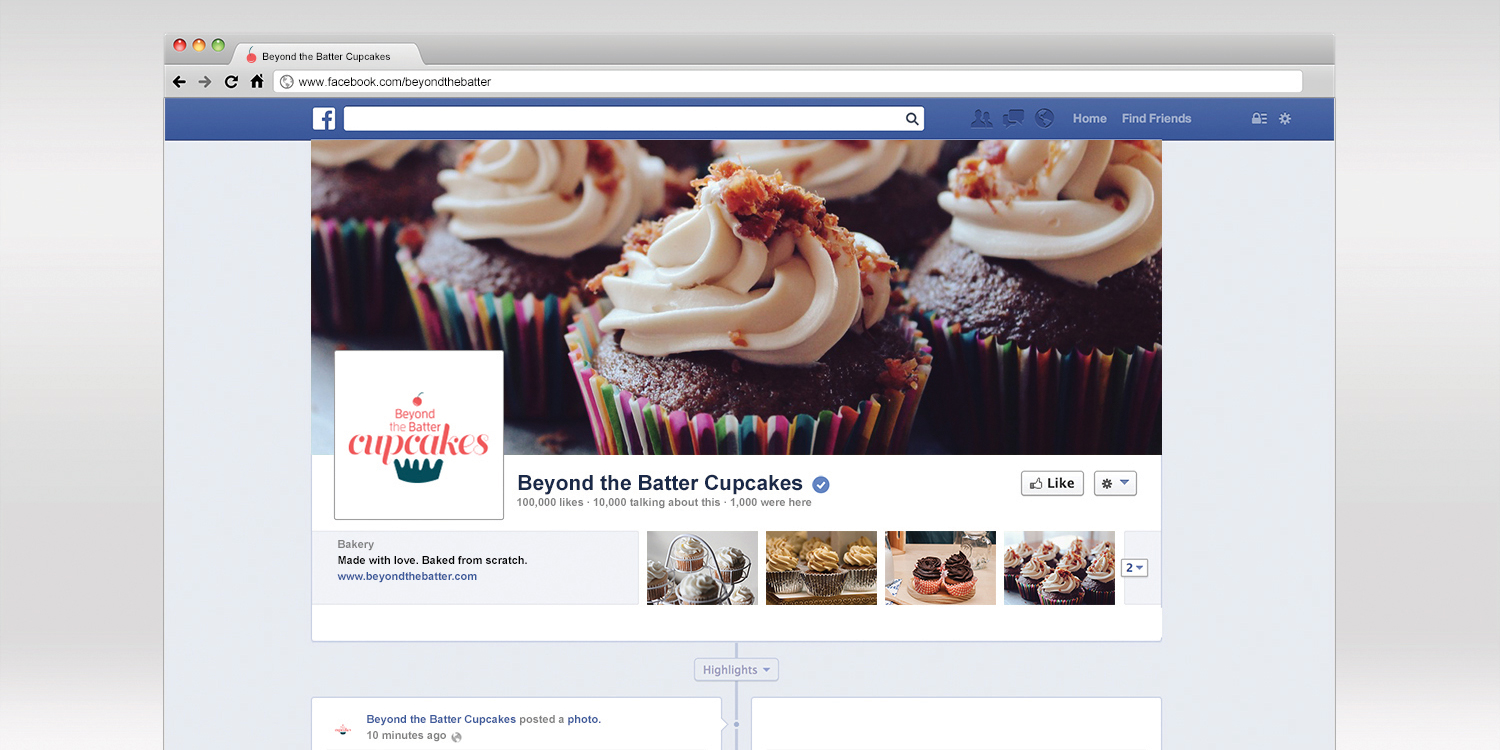 Beyond the Batter Cupcakes
www.facebook.com/beyondthebatter
f
Home Find Friends
Beyond
the Batter
cupcakes
Beyond the Batter Cupcakes
100,000 likes · 10,000 talking about this · 1,000 were here
Like
Bakery
Made with love. Baked from scratch.
www.beyondthebatter.com
2
Highlights
cupcakes
Beyond the Batter Cupcakes posted a photo.
10 minutes ago